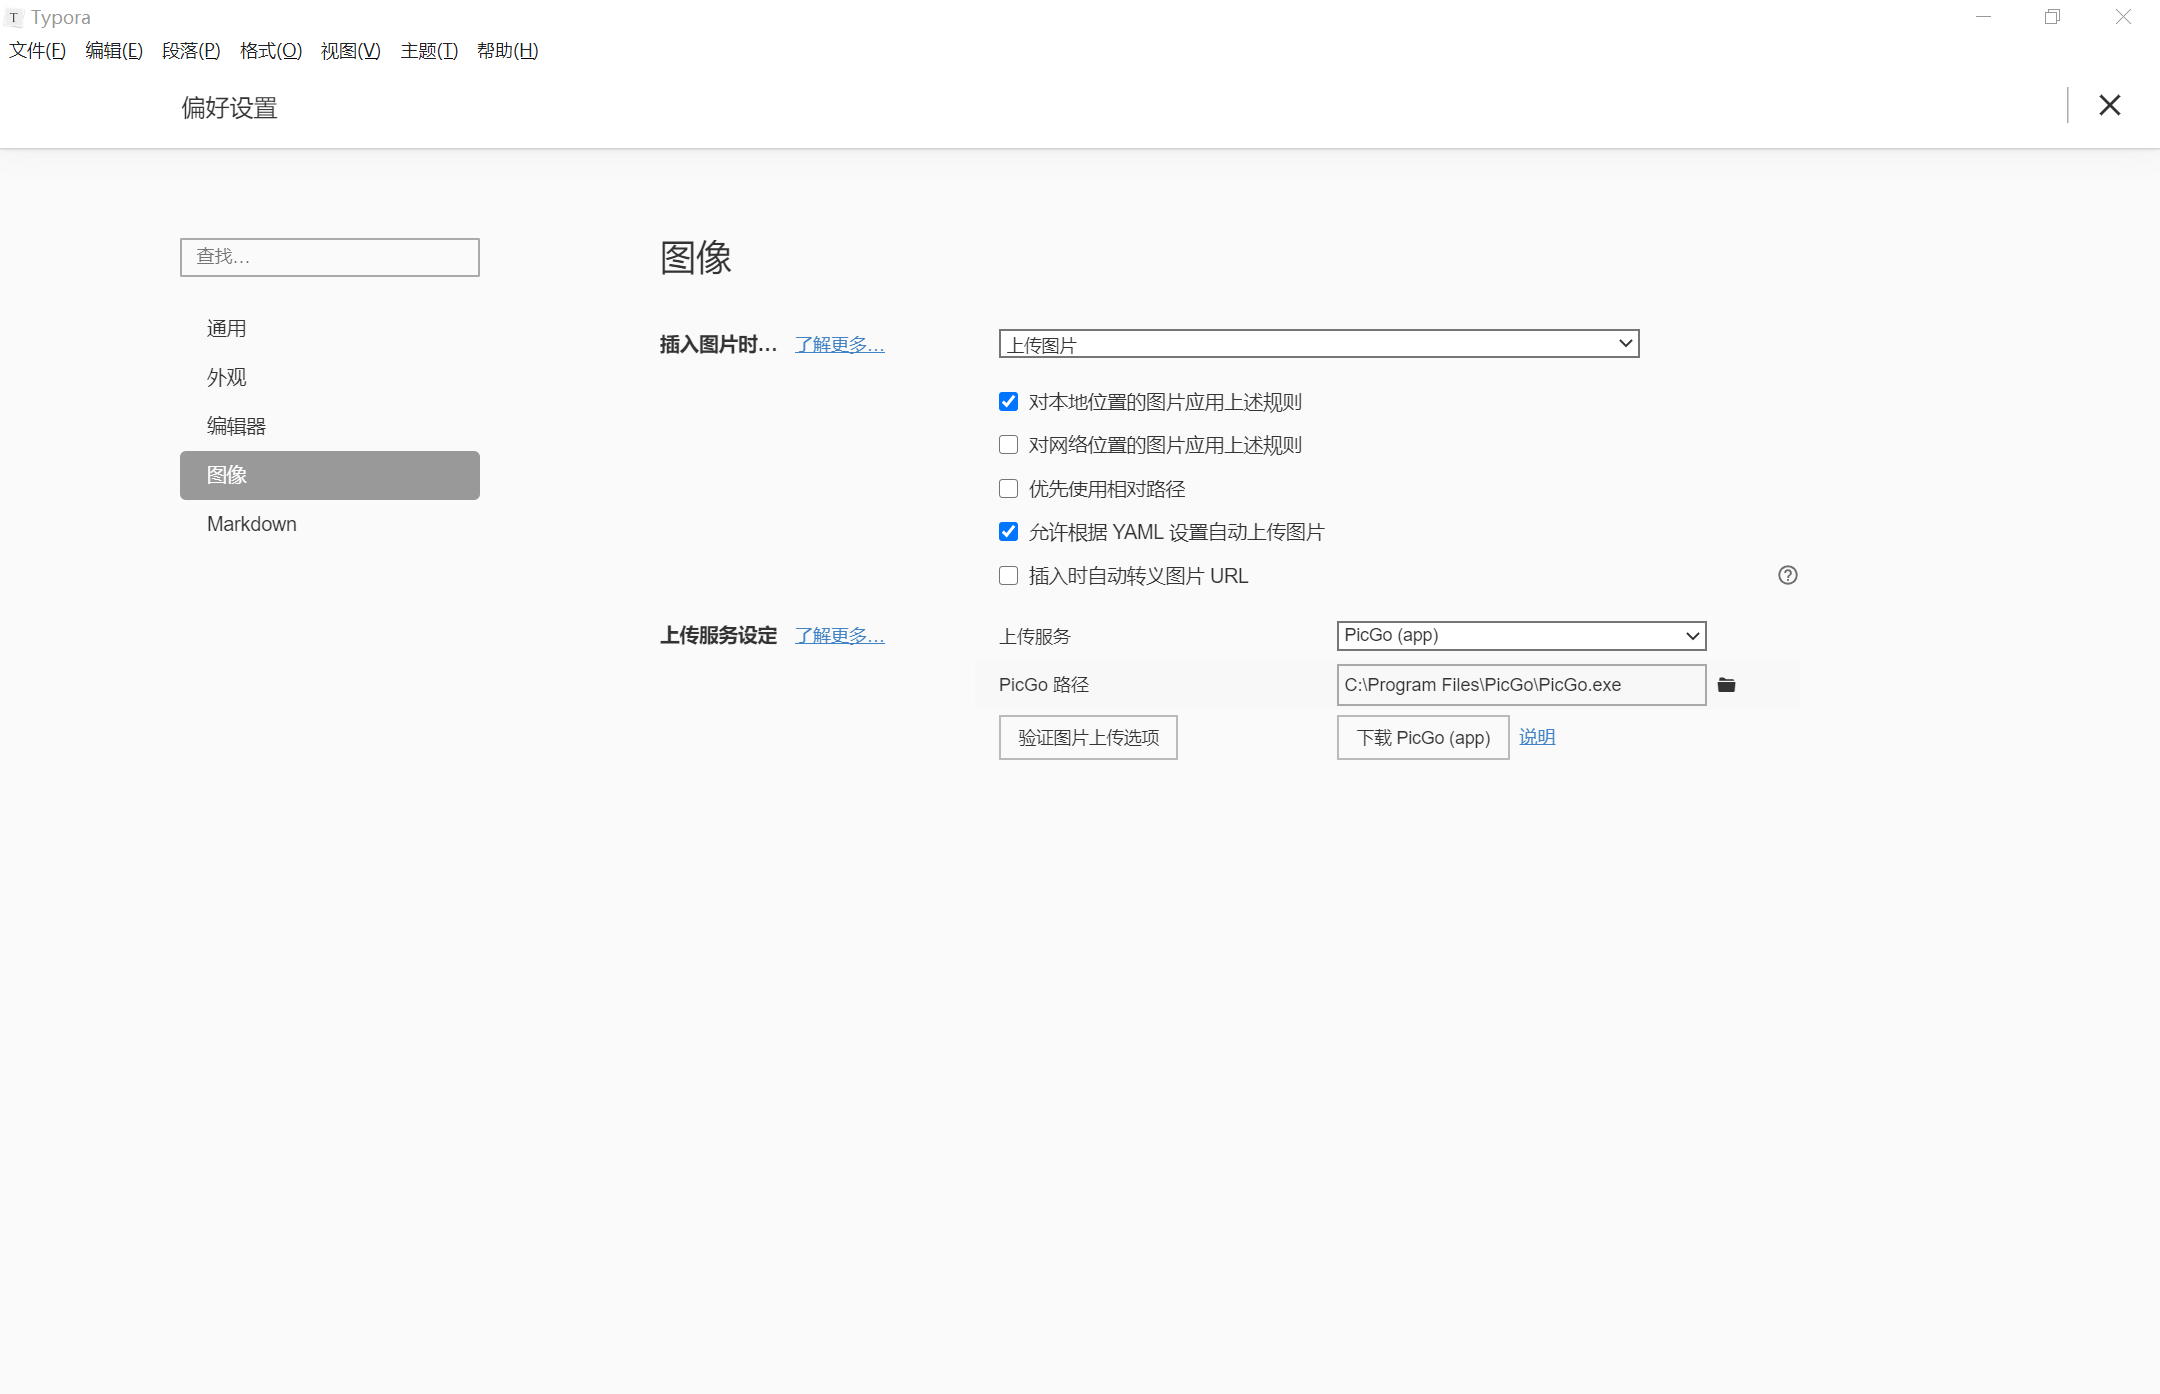 T Typora
文件(F) 编辑(E) 段落(P) 格式(O) 视图(V) 主题(T) 帮助(H)
偏好设置
查找...
通用
外观
编辑器
图像
Markdown
图像
插入图片时... 了解更多... 上传图片
对本地位置的图片应用上述规则
对网络位置的图片应用上述规则
优先使用相对路径
允许根据 YAML 设置自动上传图片
插入时自动转义图片 URL
上传服务设定 了解更多... 上传服务 PicGo (app)
PicGo 路径 C:\Program Files\PicGo\PicGo.exe
验证图片上传选项 下载 PicGo (app) 说明